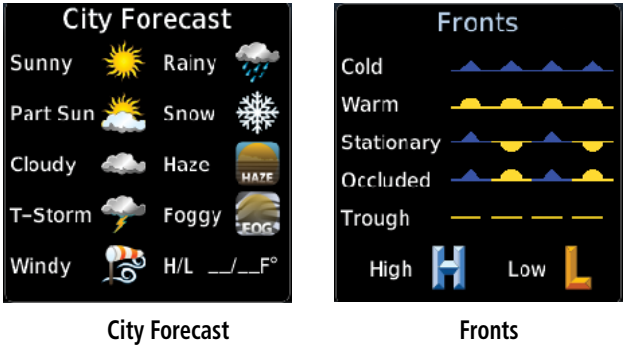 City Forecast
Sunny Rainy
Part Sun Snow
Cloudy Haze HAZE
T-Storm Foggy FOG
Windy H/L __/__F°
City Forecast
Fronts
Cold
Warm
Stationary
Occluded
Trough
High H Low L
Fronts